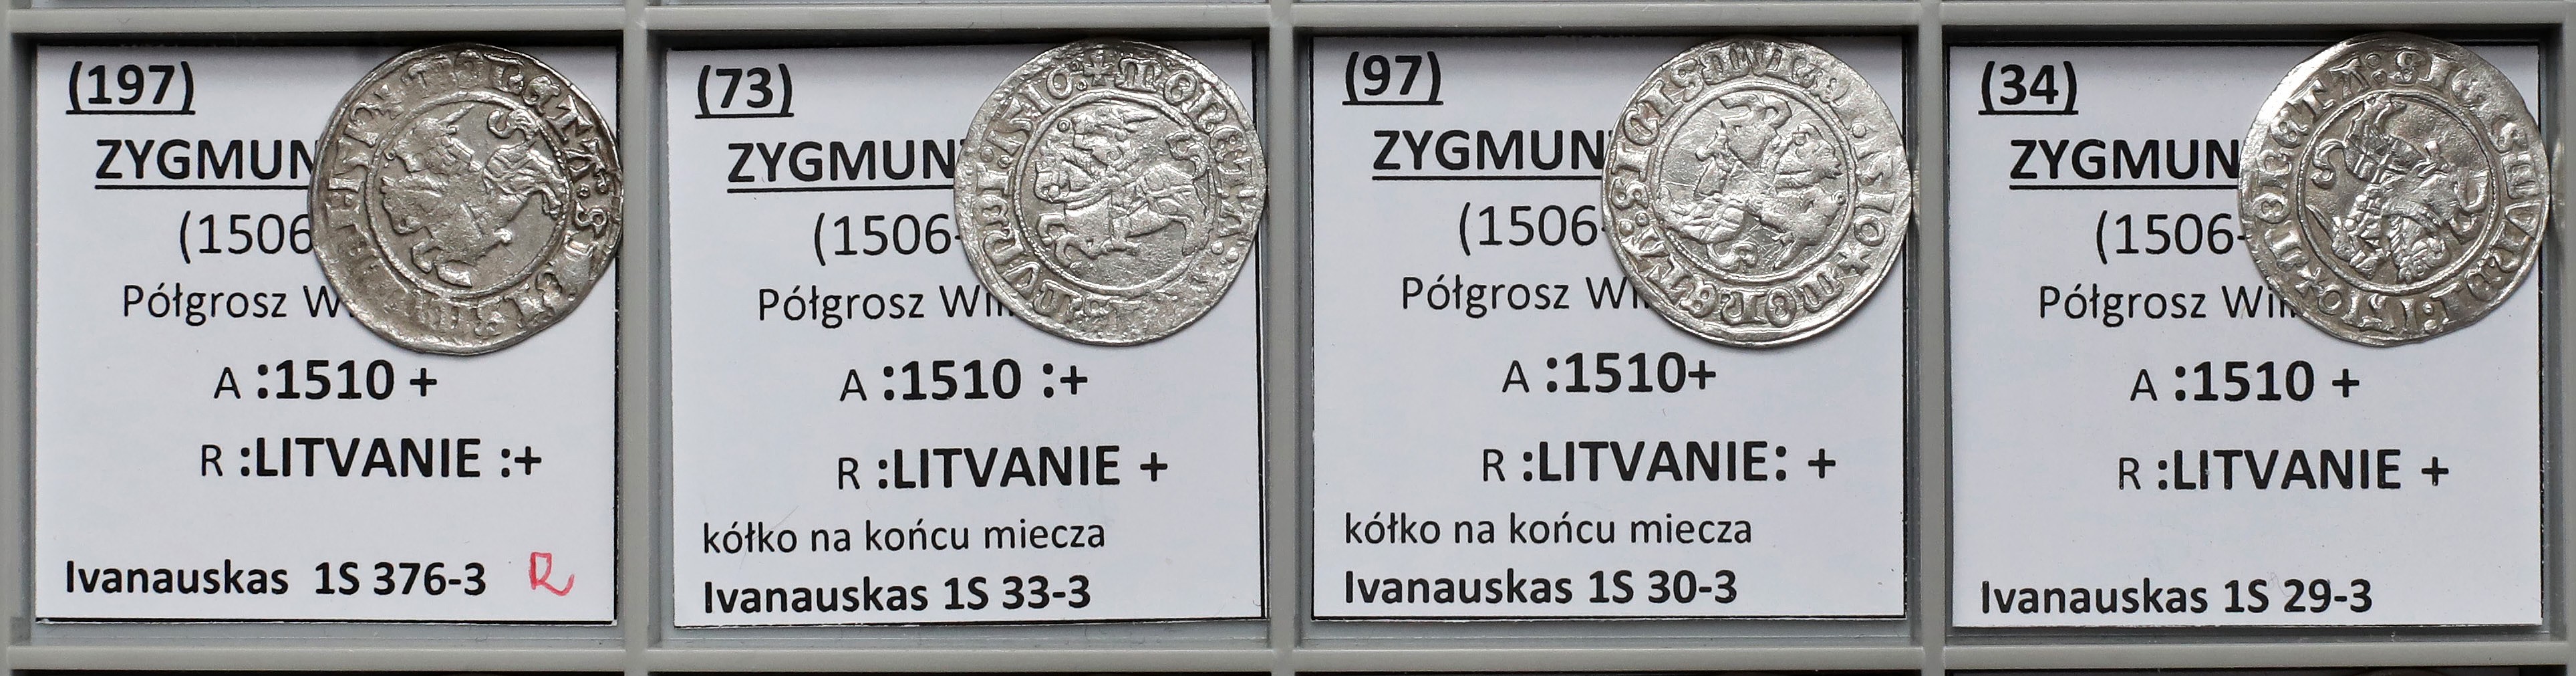 (197)
ZYGMUN
(1506
Półgrosz W
A :1510 +
R :LITVANIE :+
Ivanauskas 1S 376-3 R
(73)
ZYGMUN
(1506-
Półgrosz Wil
A :1510 :+
R :LITVANIE +
kółko na końcu miecza
Ivanauskas 1S 33-3
(97)
ZYGMUN
(1506-
Półgrosz Wi
A :1510+
R :LITVANIE: +
kółko na końcu miecza
Ivanauskas 1S 30-3
(34)
ZYGMUN
(1506-
Półgrosz Wil
A :1510 +
R :LITVANIE +
Ivanauskas 1S 29-3